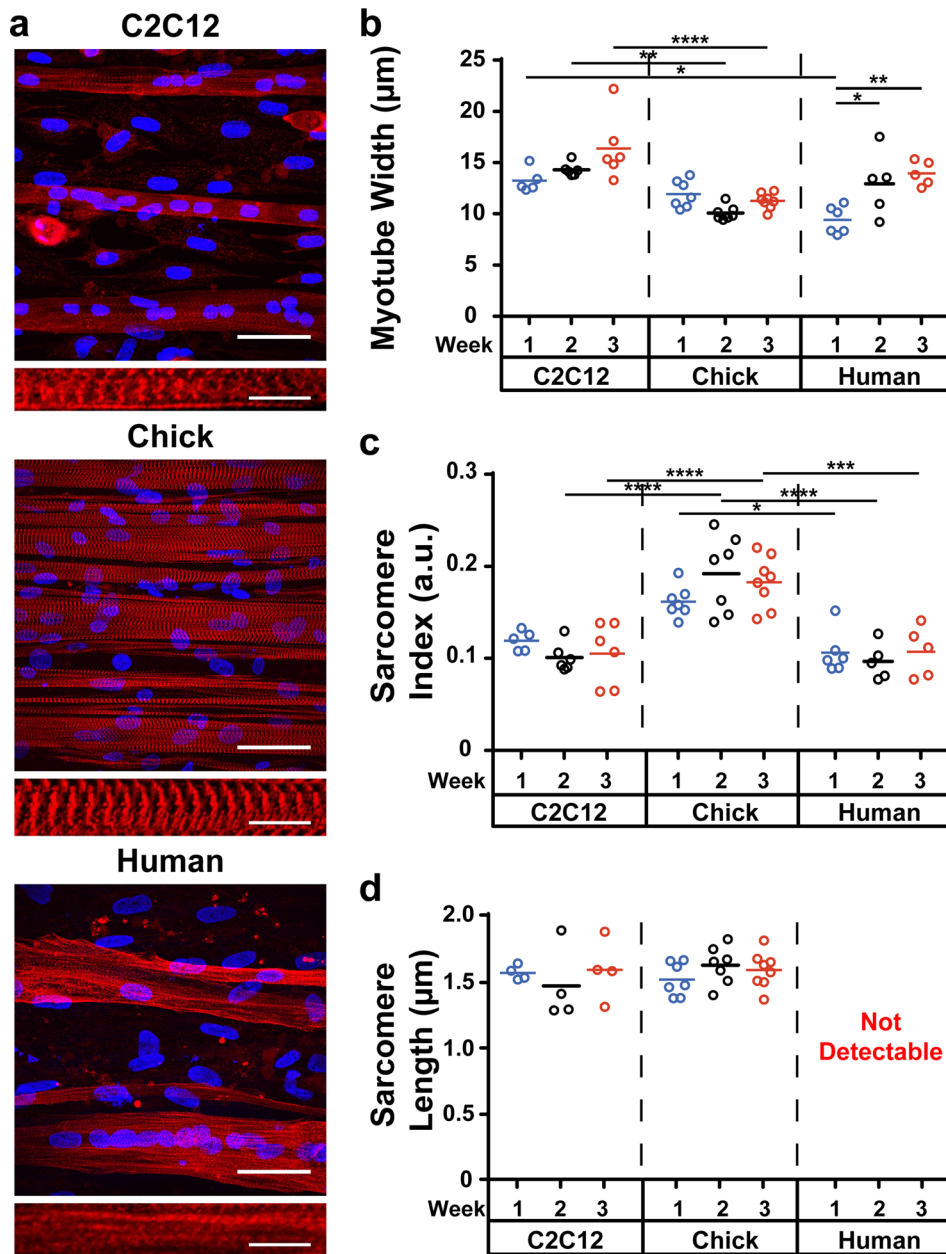 a
C2C12
Chick
Human
b
Myotube Width (µm)
25
20
15
10
5
0
**
****
*
**
*
Week 1 2 3 1 2 3 1 2 3
C2C12 Chick Human
c
Sarcomere
Index (a.u.)
0.3
0.2
0.1
0
****
***
****
****
*
Week 1 2 3 1 2 3 1 2 3
C2C12 Chick Human
d
Sarcomere
Length (µm)
2.0
1.5
1.0
0.5
0
Not
Detectable
Week 1 2 3 1 2 3 1 2 3
C2C12 Chick Human